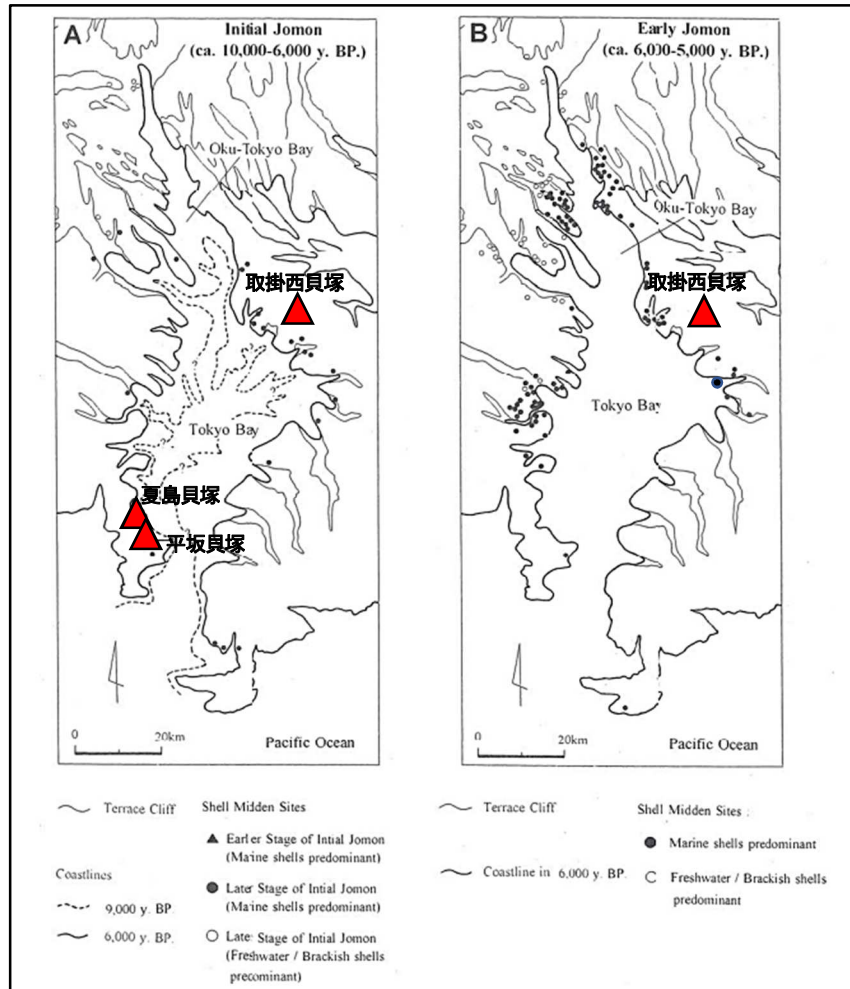 A
Initial Jomon
(ca. 10,000-6,000 y. BP.)
Oku-Tokyo Bay
取掛西貝塚
Tokyo Bay
夏島貝塚
平坂貝塚
0
20km
Pacific Ocean
Terrace Cliff
Coastlines
9,000 y. BP.
6,000 y. BP.
Shell Midden Sites
Earlier Stage of Intial Jomon
(Maine shells predominant)
Later Stage of Intial Jomon
(Marine shells predominant)
Late Stage of Intial Jomon
(Freshwater / Brackish shells
precominant)
B
Early Jomon
(ca. 6,000-5,000 y. BP.)
Oku-Tokyo Bay
取掛西貝塚
Tokyo Bay
0
20km
Pacific Ocean
Terrace Cliff
Coastline in 6,000 y. BP.
Shell Midden Sites :
Marine shells predominant
Freshwater / Brackish shells
predominant